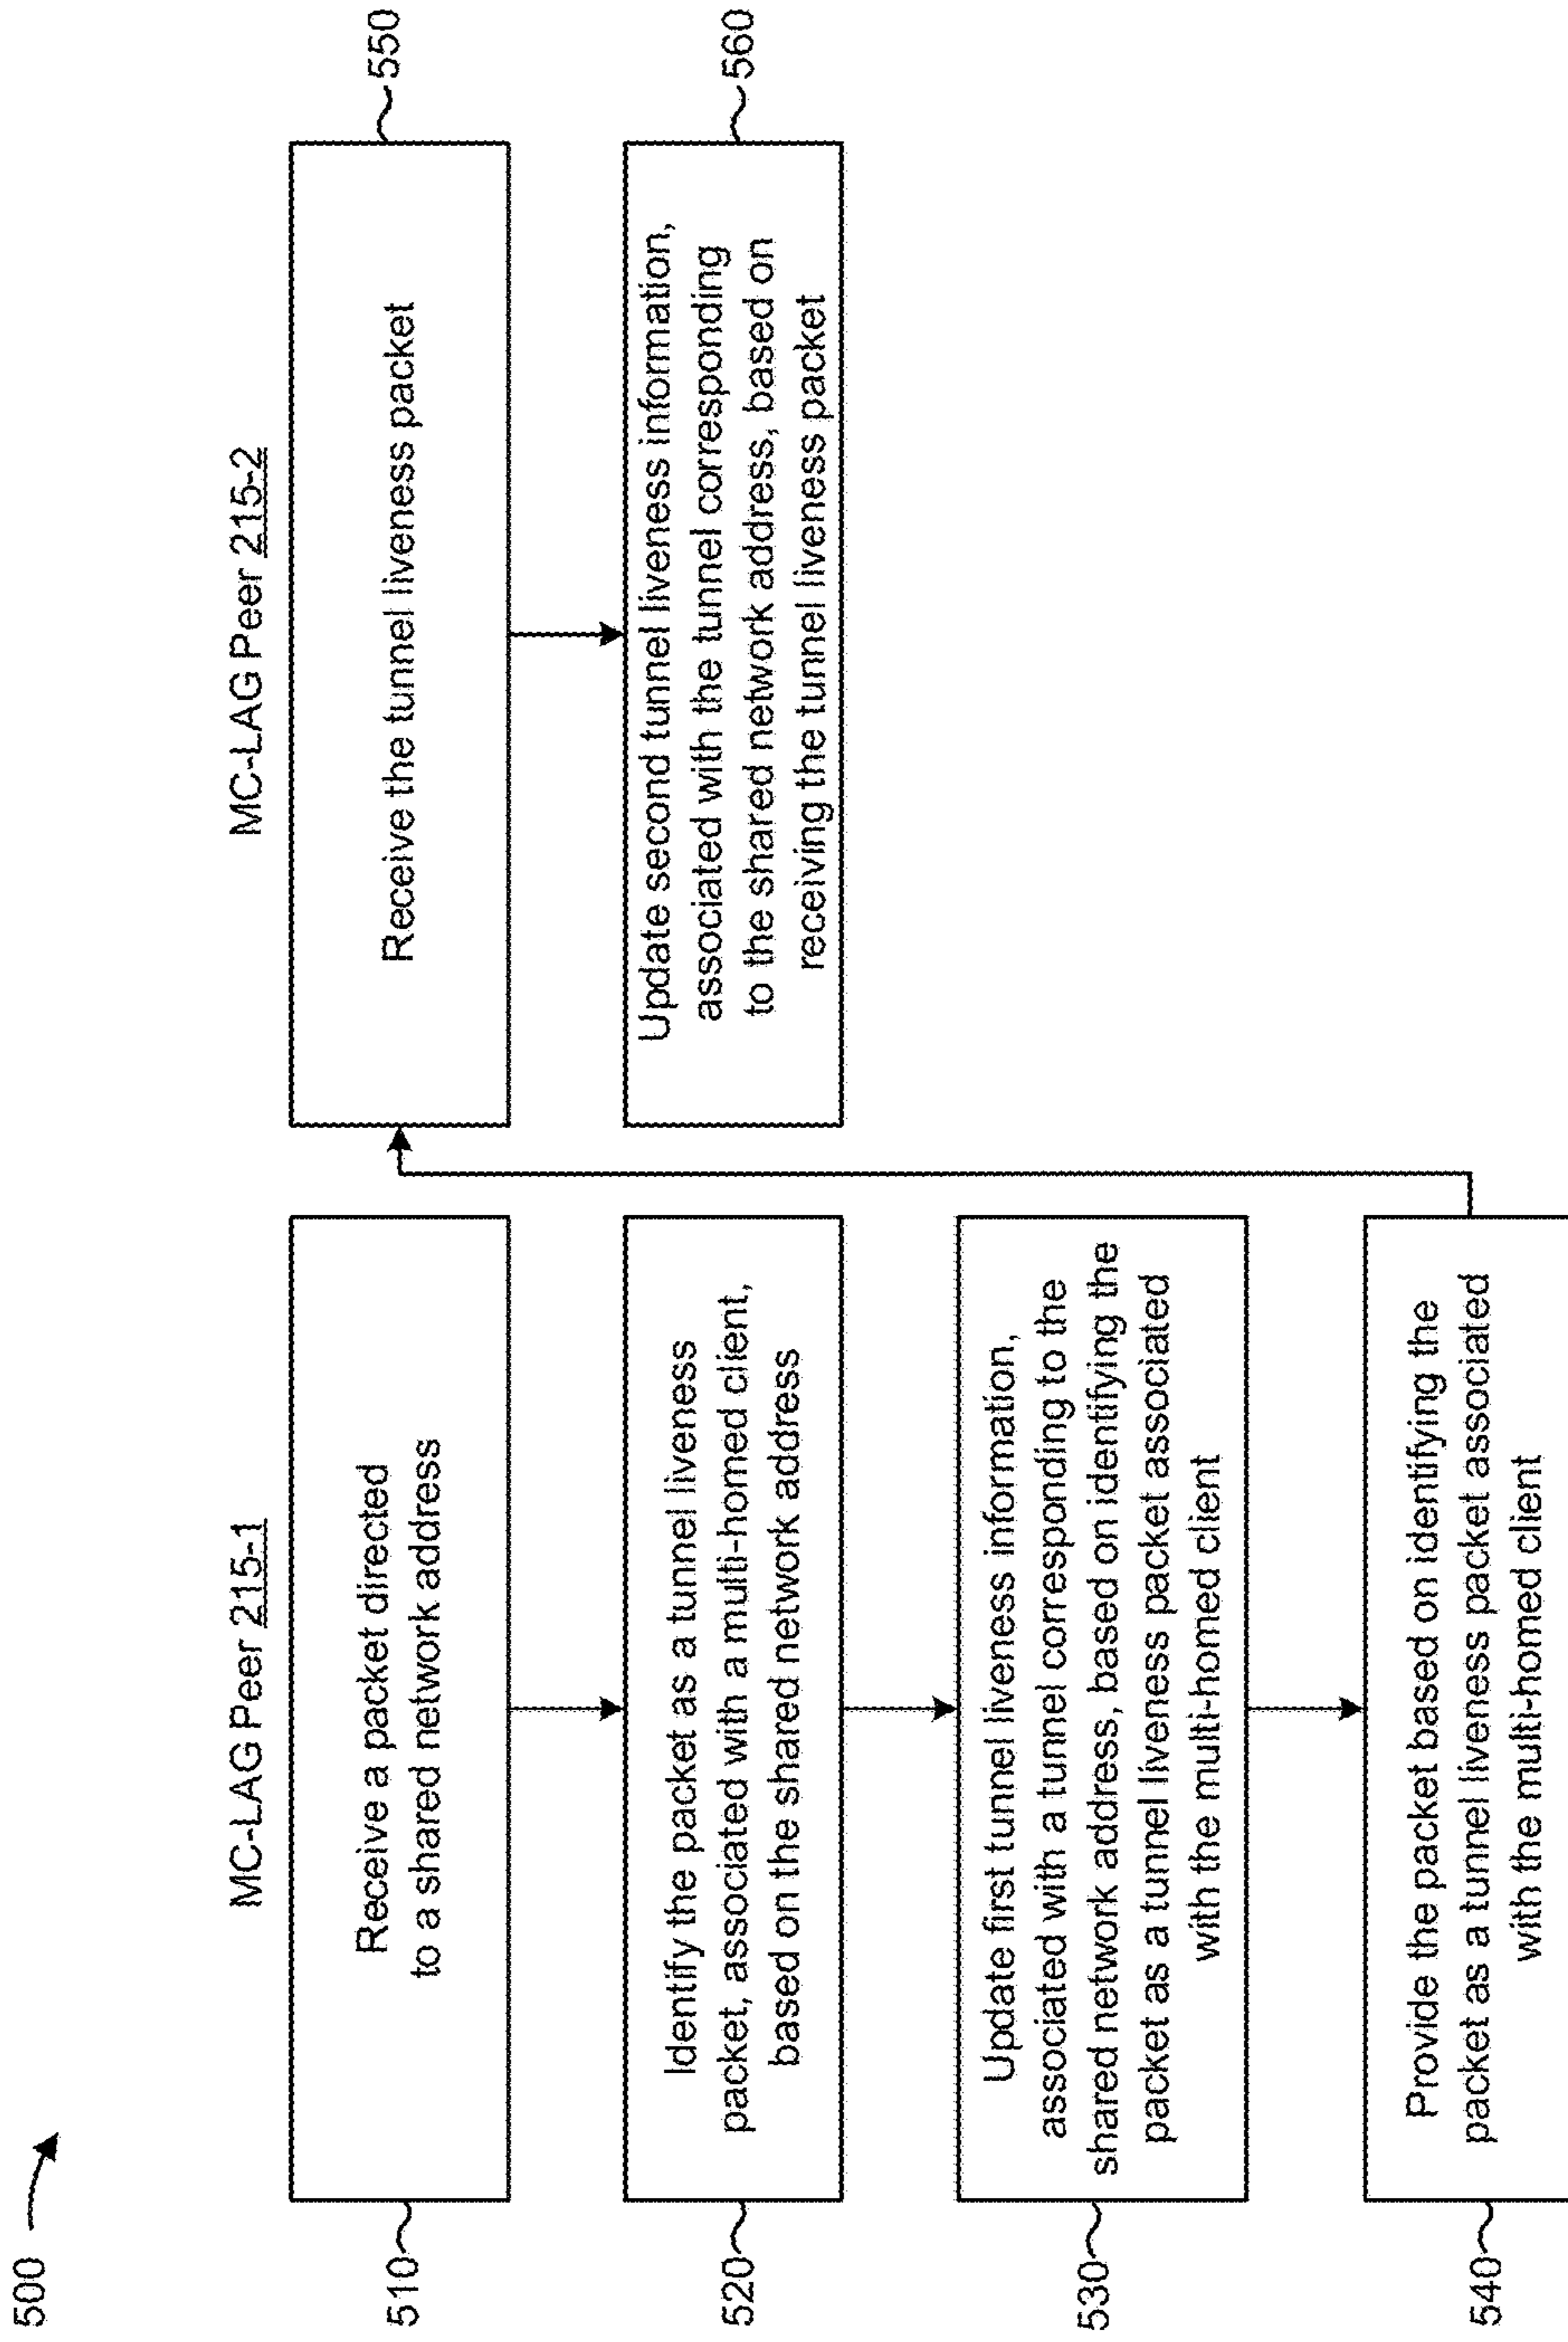 500
MC-LAG Peer 215-1
510
Receive a packet directed
to a shared network address
520
Identify the packet as a tunnel liveness
packet, associated with a multi-homed client,
based on the shared network address
530
Update first tunnel liveness information,
associated with a tunnel corresponding to the
shared network address, based on identifying the
packet as a tunnel liveness packet associated
with the multi-homed client
540
Provide the packet based on identifying the
packet as a tunnel liveness packet associated
with the multi-homed client
MC-LAG Peer 215-2
Receive the tunnel liveness packet
550
Update second tunnel liveness information,
associated with the tunnel corresponding
to the shared network address, based on
receiving the tunnel liveness packet
560